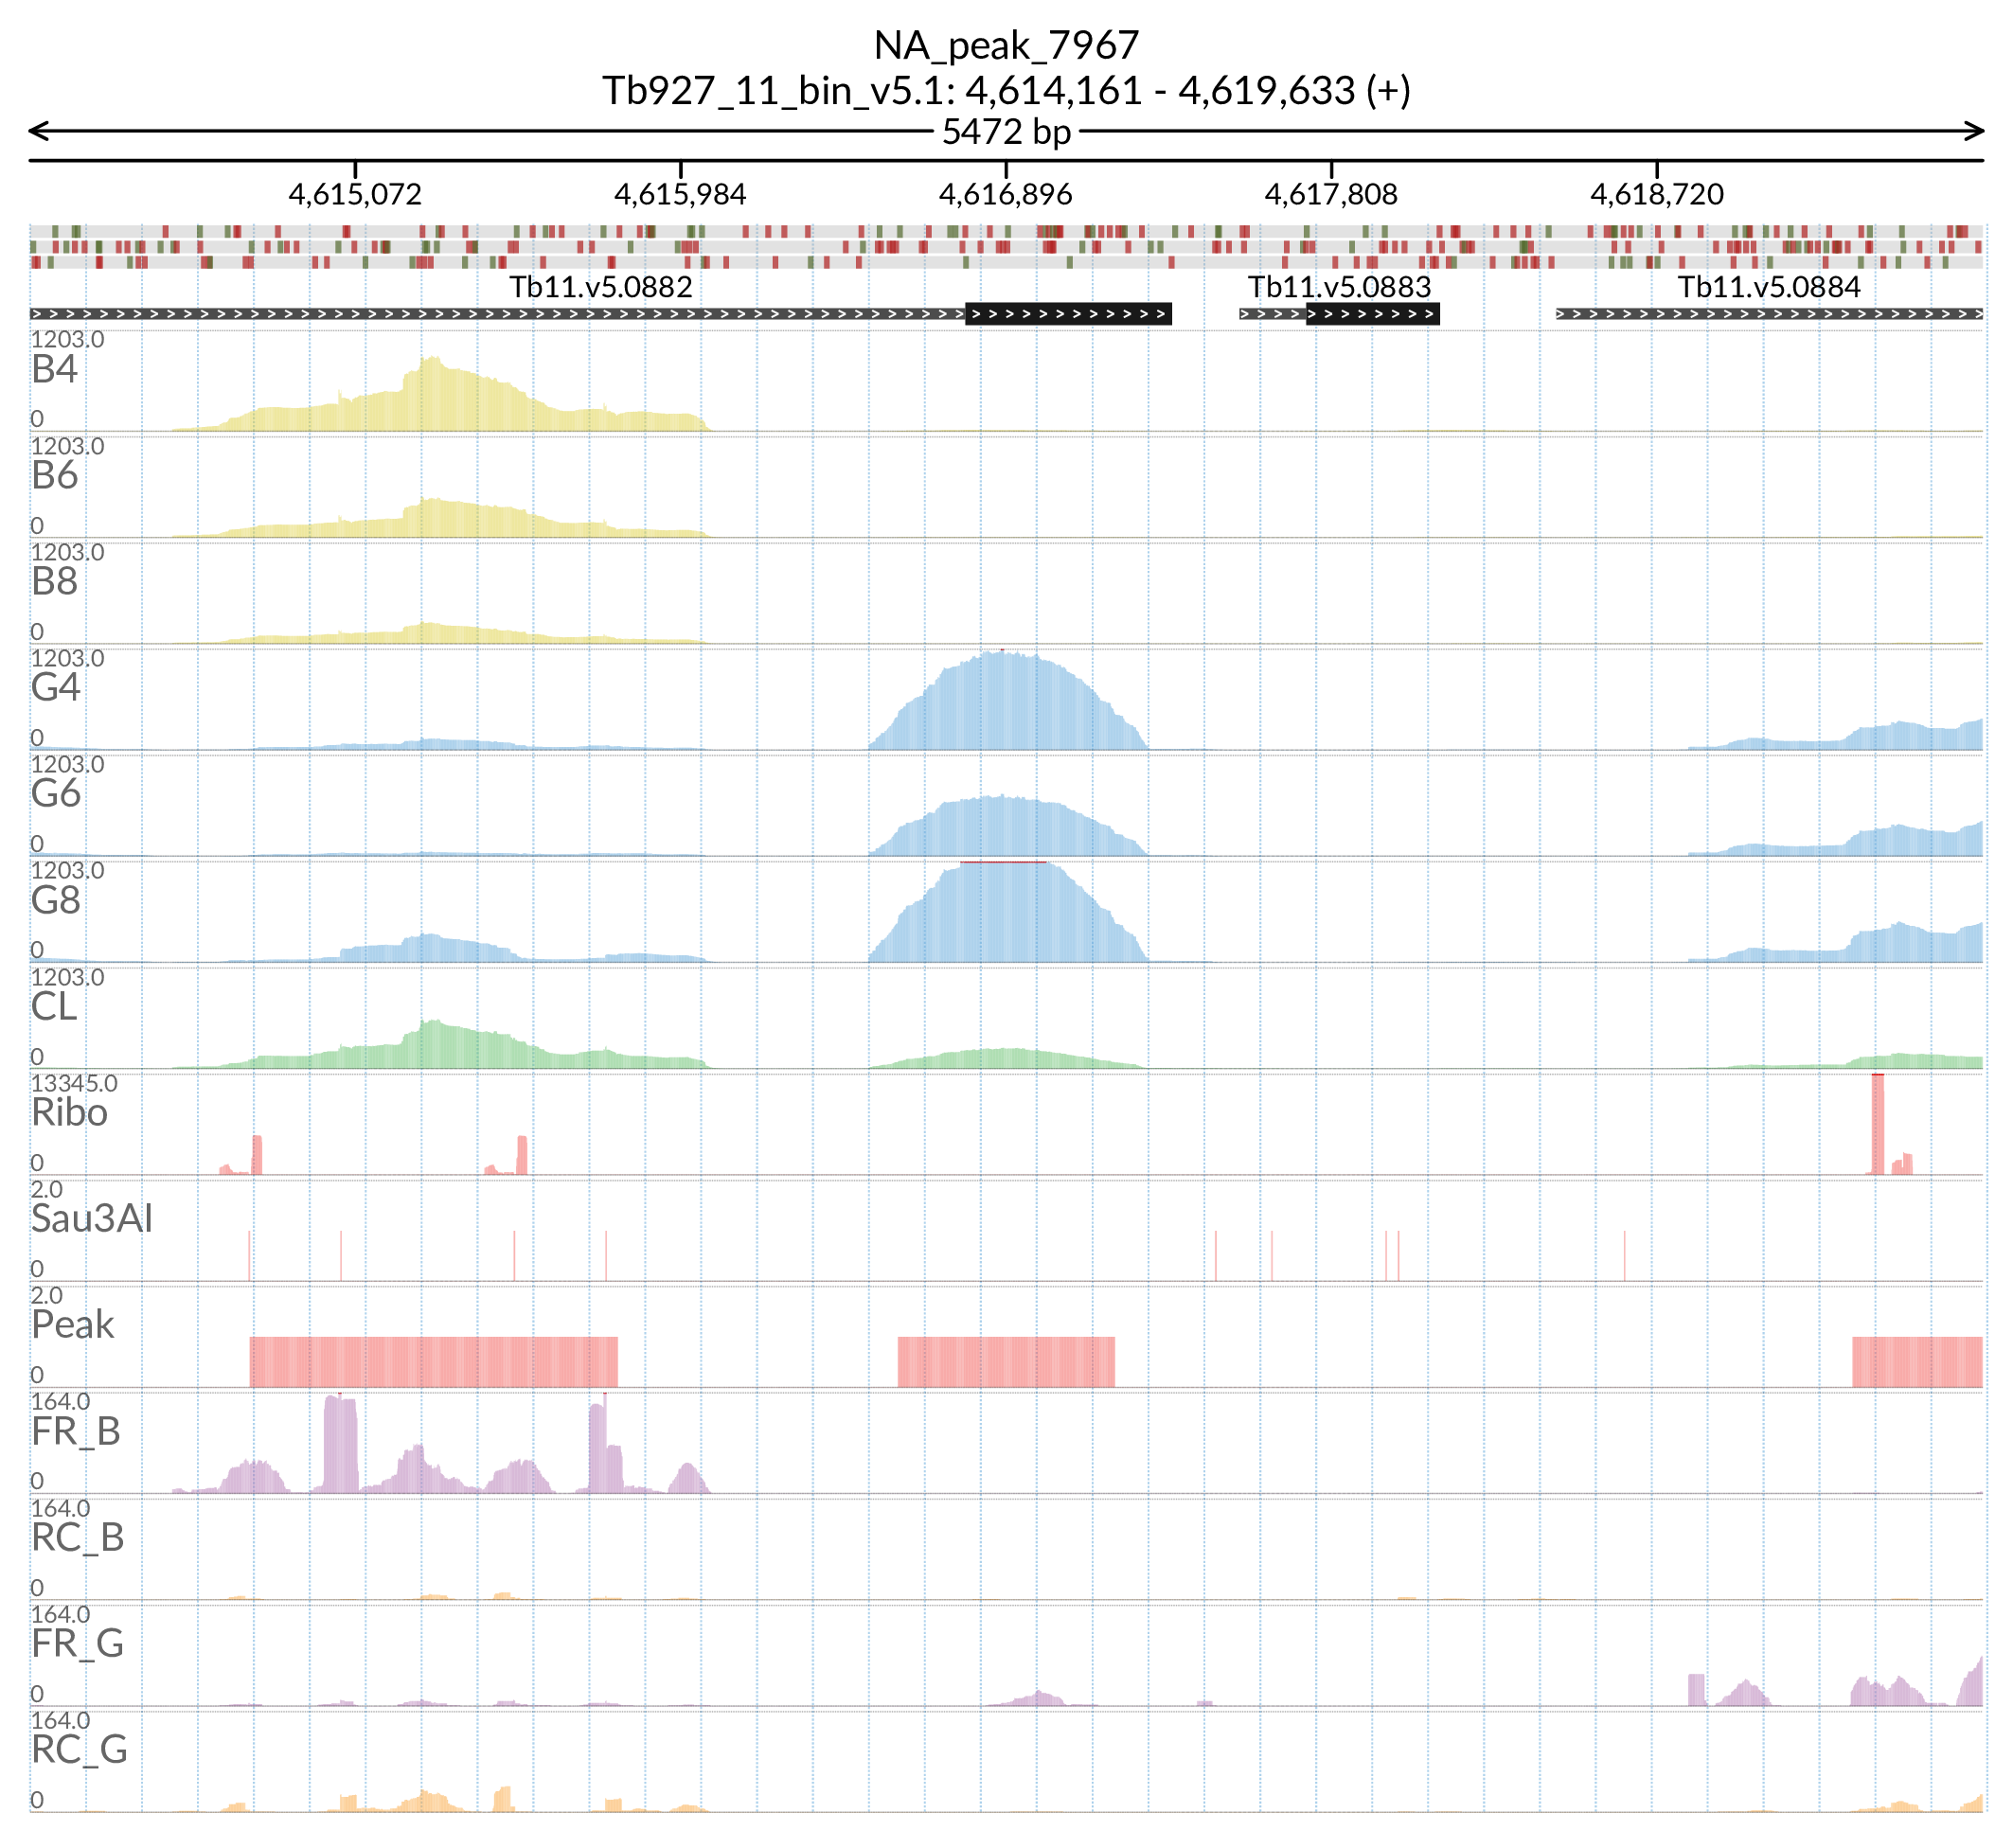 NA_peak_7967
Tb927_11_bin_v5.1: 4,614,161 - 4,619,633 (+)
5472 bp
4,615,072 4,615,984 4,616,896 4,617,808 4,618,720
Tb11.v5.0882 Tb11.v5.0883 Tb11.v5.0884
1203.0
B4
0
1203.0
B6
0
1203.0
B8
0
1203.0
G4
0
1203.0
G6
0
1203.0
G8
0
1203.0
CL
0
13345.0
Ribo
0
2.0
Sau3AI
0
2.0
Peak
0
164.0
FR_B
0
164.0
RC_B
0
164.0
FR_G
0
164.0
RC_G
0